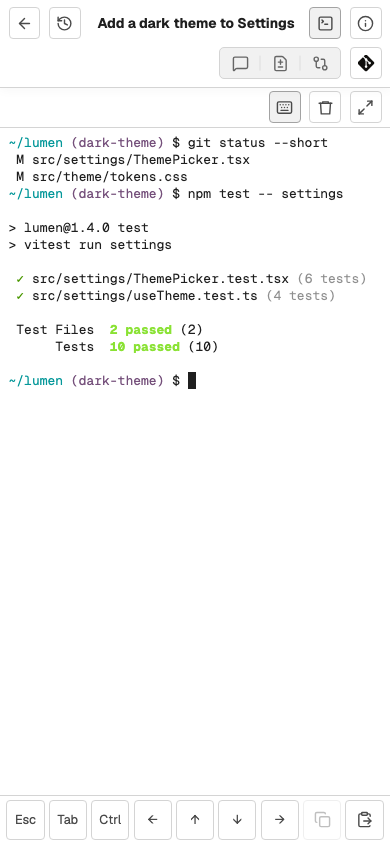 Add a dark theme to Settings
~/lumen (dark-theme) $ git status --short
M src/settings/ThemePicker.tsx
M src/theme/tokens.css
~/lumen (dark-theme) $ npm test -- settings
> lumen@1.4.0 test
> vitest run settings
✓ src/settings/ThemePicker.test.tsx (6 tests)
✓ src/settings/useTheme.test.ts (4 tests)
Test Files 2 passed (2)
Tests 10 passed (10)
~/lumen (dark-theme) $
Esc Tab Ctrl ← ↑ ↓ →